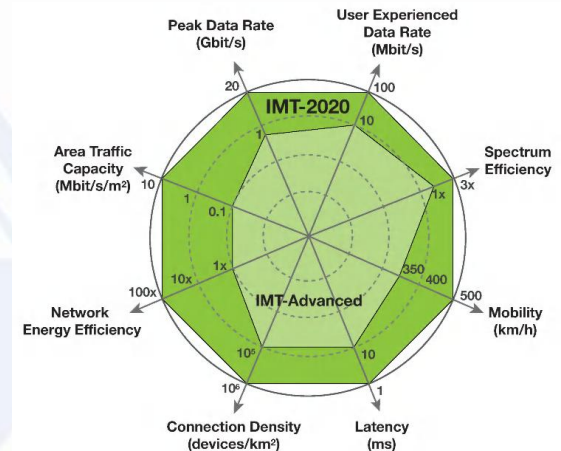 Peak Data Rate
(Gbit/s)
User Experienced
Data Rate
(Mbit/s)
20
100
IMT-2020
1
10
Area Traffic
Capacity
(Mbit/s/m²)
Spectrum
Efficiency
10
1
0.1
1x
3x
1x
10x
100x
350
400
500
Network
Energy Efficiency
IMT-Advanced
Mobility
(km/h)
10⁵
10
10⁶
1
Connection Density
(devices/km²)
Latency
(ms)